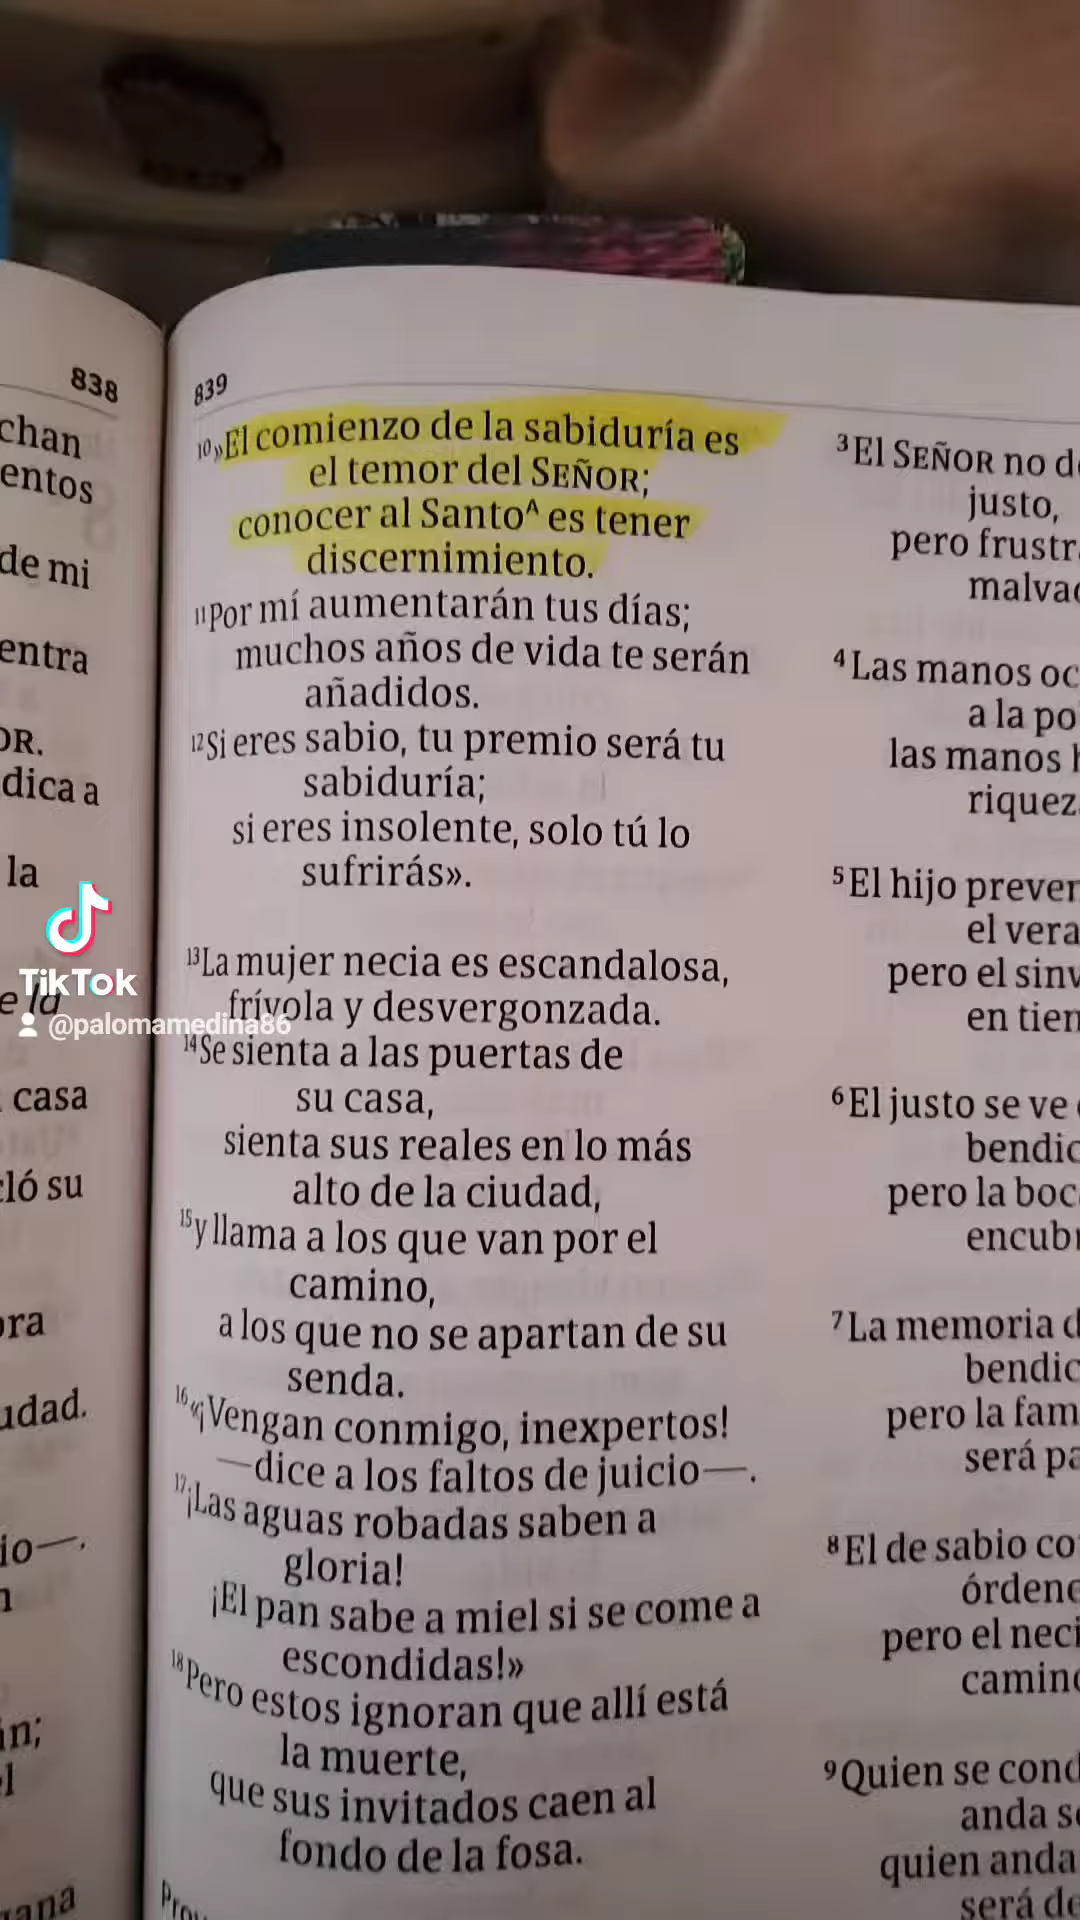 838
chan
entos
de mi
entra
OR.
dica a
la
e la
casa
ló su
ora
udad.
io—.
án;
839
10»El comienzo de la sabiduría es
el temor del SEÑOR;
conocer al Santoᴬ es tener
discernimiento.
11Por mí aumentarán tus días;
muchos años de vida te serán
añadidos.
12Si eres sabio, tu premio será tu
sabiduría;
si eres insolente, solo tú lo
sufrirás».
13La mujer necia es escandalosa,
frívola y desvergonzada.
14Se sienta a las puertas de
su casa,
sienta sus reales en lo más
alto de la ciudad,
15y llama a los que van por el
camino,
a los que no se apartan de su
senda.
16«¡Vengan conmigo, inexpertos!
—dice a los faltos de juicio—.
17¡Las aguas robadas saben a
gloria!
¡El pan sabe a miel si se come a
escondidas!»
18Pero estos ignoran que allí está
la muerte,
que sus invitados caen al
fondo de la fosa.
3El SEÑOR no d
justo,
pero frustr
malvad
4Las manos oc
a la po
las manos h
riquez
5El hijo preven
el vera
pero el sinv
en tiem
6El justo se ve
bendic
pero la boc
encub
7La memoria d
bendic
pero la fam
será pa
8El de sabio co
órdene
pero el neci
camino
9Quien se cond
anda s
quien anda
será de
TikTok
@palomamedina86